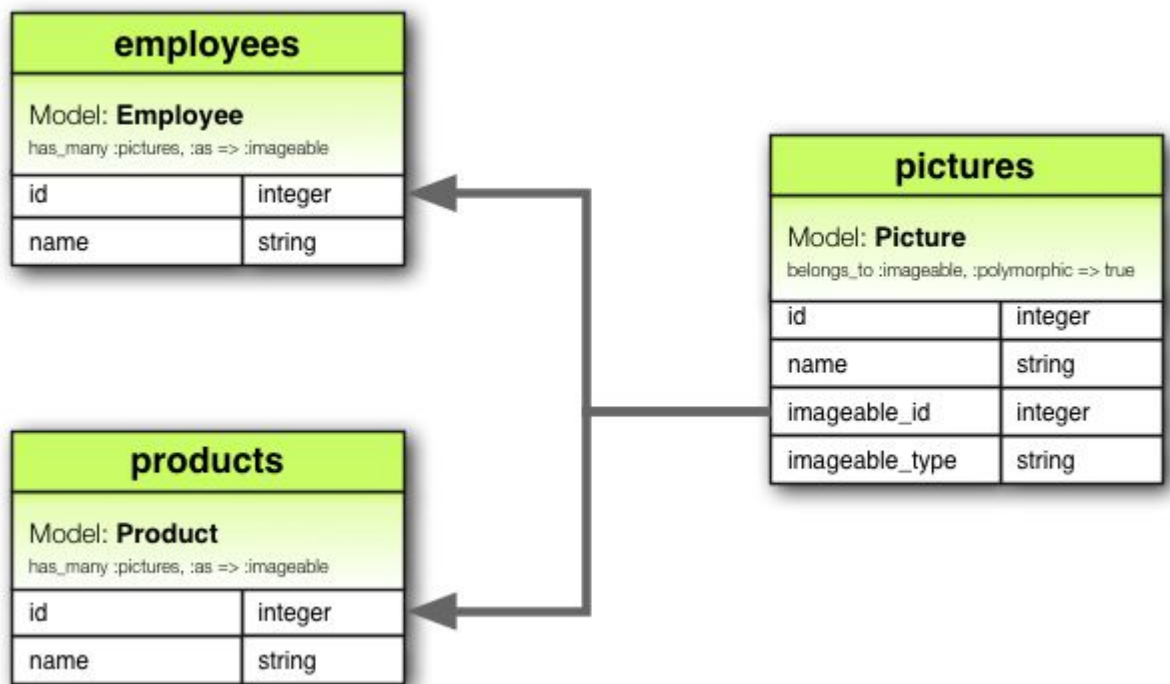 employees
Model: Employee
has_many :pictures, :as => :imageable
id integer
name string
pictures
Model: Picture
belongs_to :imageable, :polymorphic => true
id integer
name string
imageable_id integer
imageable_type string
products
Model: Product
has_many :pictures, :as => :imageable
id integer
name string